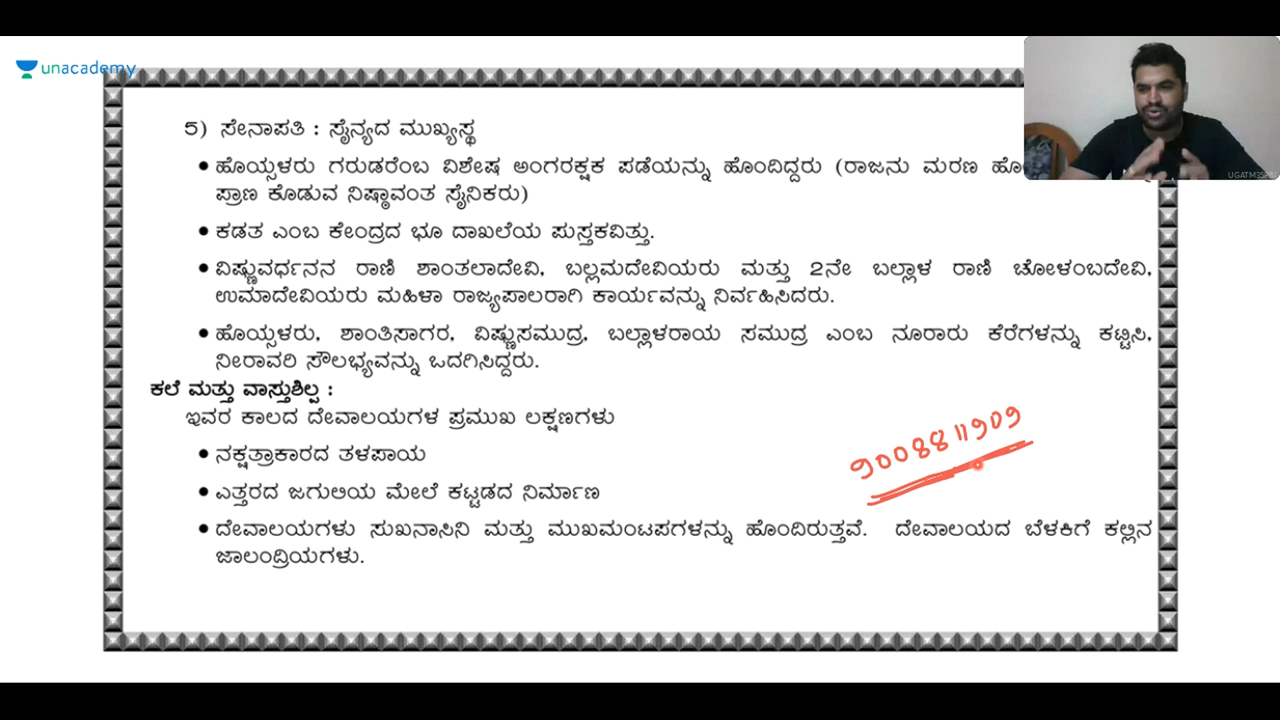 unacademy
5) ಸೇನಾಪತಿ : ಸೈನ್ಯದ ಮುಖ್ಯಸ್ಥ
● ಹೊಯ್ಸಳರು ಗರುಡರೆಂಬ ವಿಶೇಷ ಅಂಗರಕ್ಷಕ ಪಡೆಯನ್ನು ಹೊಂದಿದ್ದರು (ರಾಜನು ಮರಣ
ಪ್ರಾಣ ಕೊಡುವ ನಿಷ್ಠಾವಂತ ಸೈನಿಕರು)
● ಕಡತ ಎಂಬ ಕೇಂದ್ರದ ಭೂ ದಾಖಲೆಯ ಪುಸ್ತಕವಿತ್ತು.
● ವಿಷ್ಣುವರ್ಧನನ ರಾಣಿ ಶಾಂತಲಾದೇವಿ, ಬಲ್ಲಮದೇವಿಯರು ಮತ್ತು 2ನೇ ಬಲ್ಲಾಳ ರಾಣಿ ಚೋಳಂಬದೇವಿ,
ಉಮಾದೇವಿಯರು ಮಹಿಳಾ ರಾಜ್ಯಪಾಲರಾಗಿ ಕಾರ್ಯವನ್ನು ನಿರ್ವಹಿಸಿದರು.
● ಹೊಯ್ಸಳರು, ಶಾಂತಿಸಾಗರ, ವಿಷ್ಣುಸಮುದ್ರ, ಬಲ್ಲಾಳರಾಯ ಸಮುದ್ರ ಎಂಬ ನೂರಾರು ಕೆರೆಗಳನ್ನು ಕಟ್ಟಿಸಿ,
ನೀರಾವರಿ ಸೌಲಭ್ಯವನ್ನು ಒದಗಿಸಿದ್ದರು.
ಕಲೆ ಮತ್ತು ವಾಸ್ತುಶಿಲ್ಪ :
ಇವರ ಕಾಲದ ದೇವಾಲಯಗಳ ಪ್ರಮುಖ ಲಕ್ಷಣಗಳು
9008811909
● ನಕ್ಷತ್ರಾಕಾರದ ತಳಪಾಯ
● ಎತ್ತರದ ಜಗುಲಿಯ ಮೇಲೆ ಕಟ್ಟಡದ ನಿರ್ಮಾಣ
● ದೇವಾಲಯಗಳು ಸುಖನಾಸಿನಿ ಮತ್ತು ಮುಖಮಂಟಪಗಳನ್ನು ಹೊಂದಿರುತ್ತವೆ. ದೇವಾಲಯದ ಬೆಳಕಿಗೆ ಕಲ್ಲಿನ
ಜಾಲಂದ್ರಿಯಗಳು.